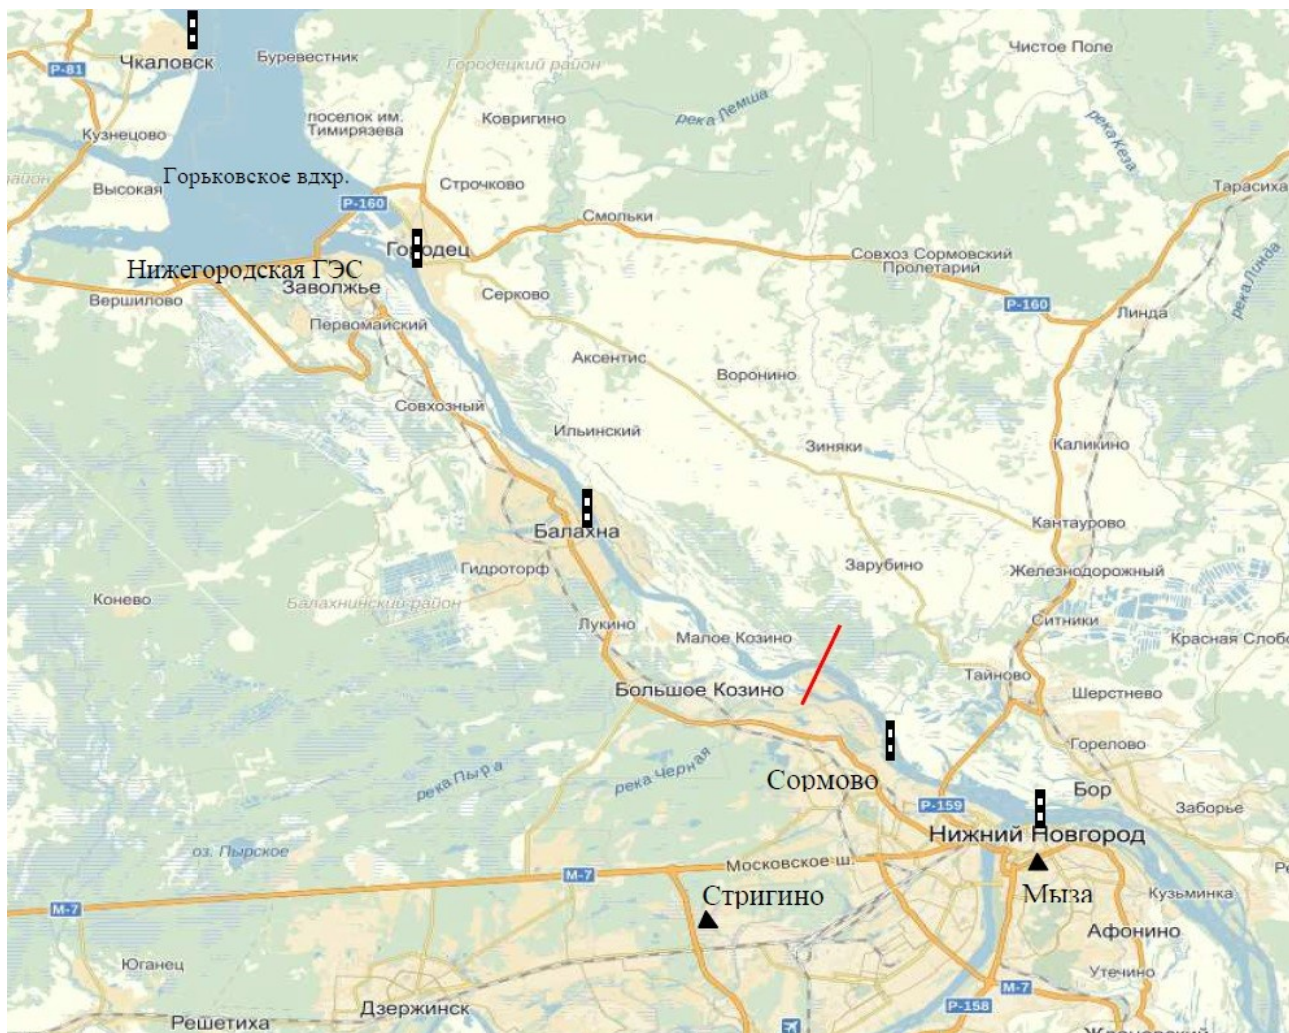 Чкаловск
Буревестник
Городецкий район
Чистое Поле
Р-81
поселок им.
Тимирязева
Ковригино
река Лемша
Кузнецово
река Кеза
район
Высокая
Горьковское вдхр.
Строчково
Тарасиха
Р-160
Смольки
Городец
Совхоз Сормовский
Пролетарий
Нижегородская ГЭС
Заволжье
река Линда
Вершилово
Серково
Р-160
Линда
Первомайский
Аксентис
Воронино
Совхозный
Ильинский
Зиняки
Каликино
Балахна
Кантаурово
Гидроторф
Зарубино
Железнодорожный
Конево
Балахнинский район
Лукино
Малое Козино
Ситники
Красная Слобо
Большое Козино
Тайново
Шерстнево
Горелово
река Пыра
река Черная
Сормово
Бор
Р-159
Заборье
Нижний Новгород
оз. Пырское
Московское ш.
М-7
Ре
Стригино
Мыза
Кузьминка
М-7
Афонино
Юганец
Утечино
Дзержинск
М-7
Р-158
Решетиха